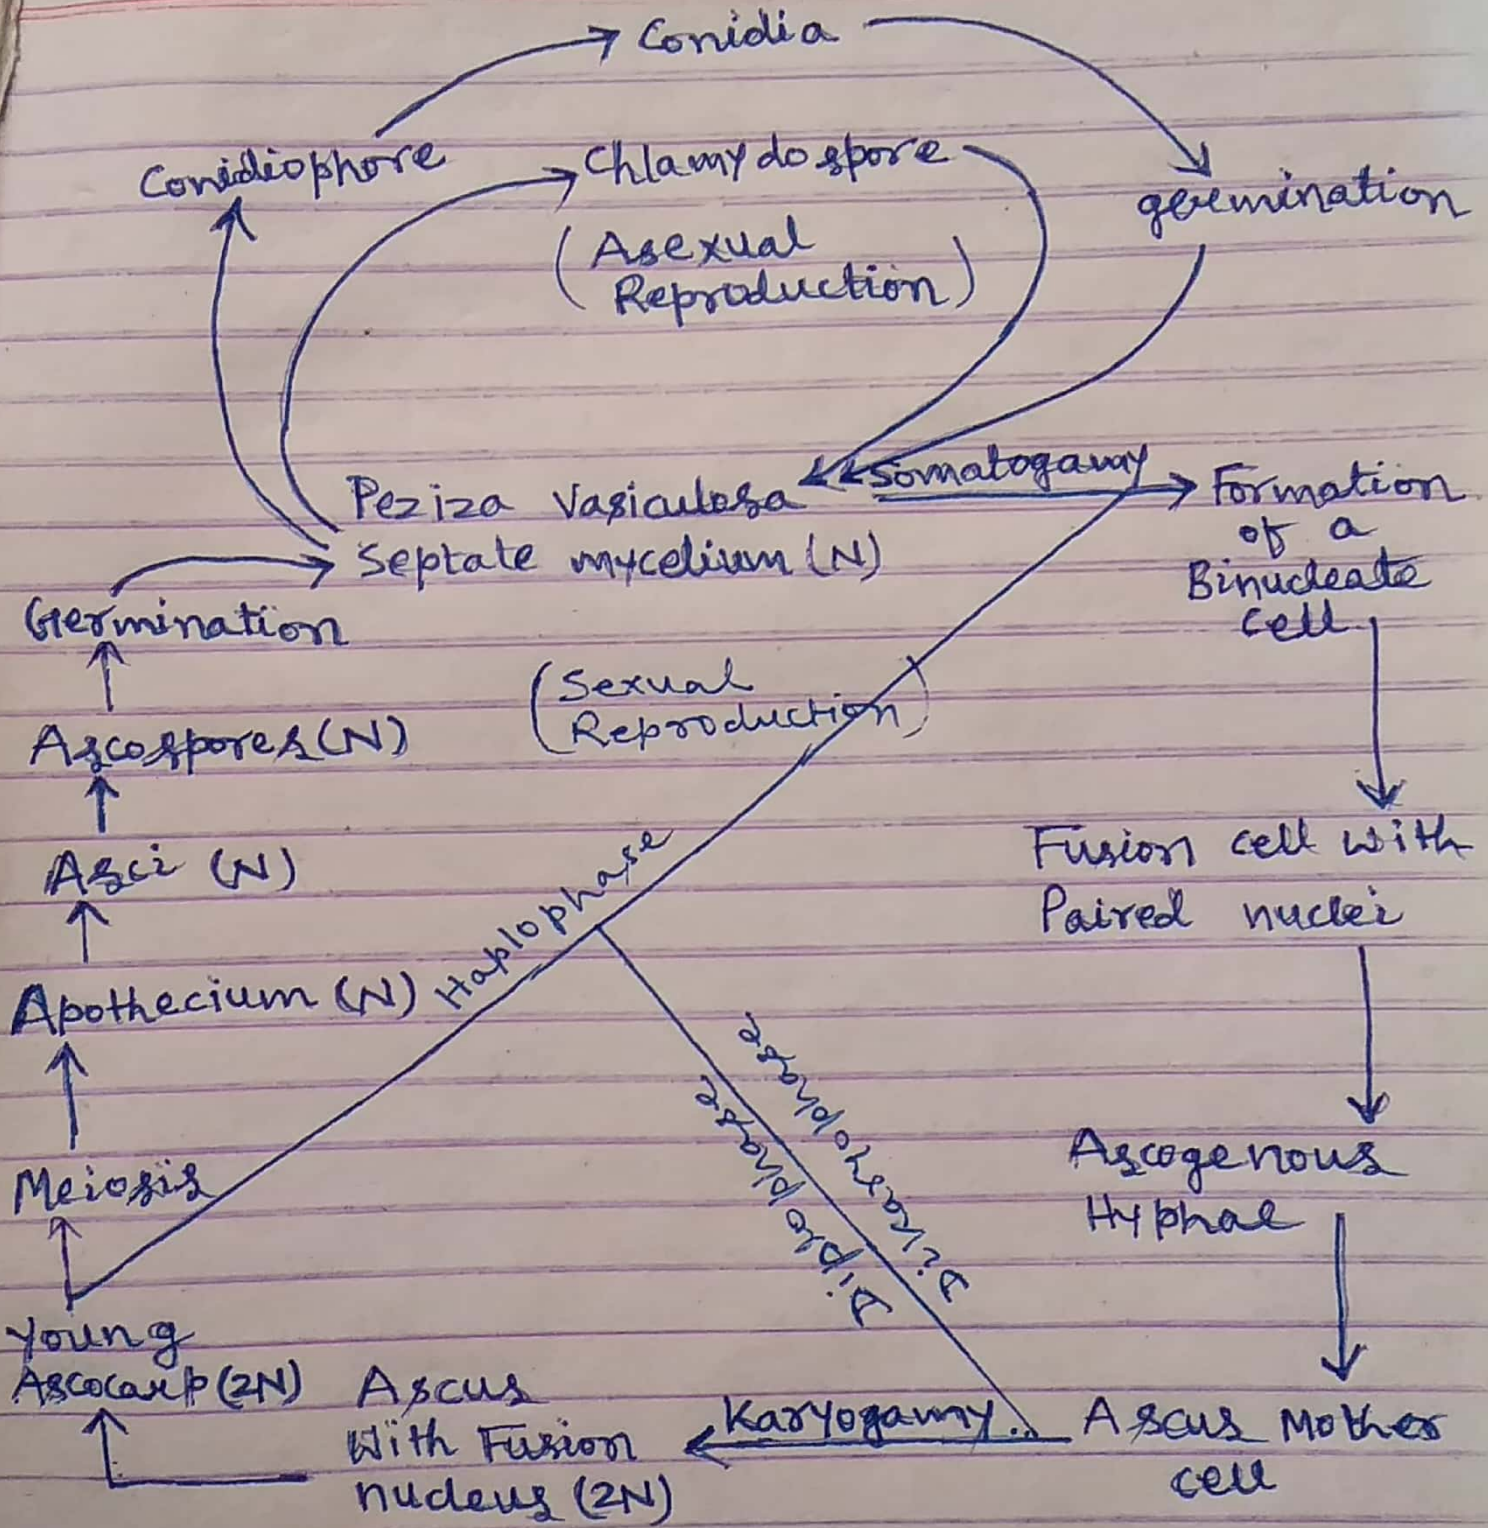 Conidia
Conidiophore
Chlamydospore
germination
(Asexual
Reproduction)
Somatogamy
Peziza Vasiculosa
Septate mycelium (N)
Formation
of a
Binucleate
Cell
Germination
(Sexual
Reproduction)
Ascospores (N)
Asci (N)
Haplophase
Fusion cell with
Paired nuclei
Apothecium (N)
Dikaryophase
Diplophase
Meiosis
Ascogenous
Hyphae
Young
Ascocarp (2N)
Ascus
With Fusion
nucleus (2N)
Karyogamy
Ascus Mother
cell